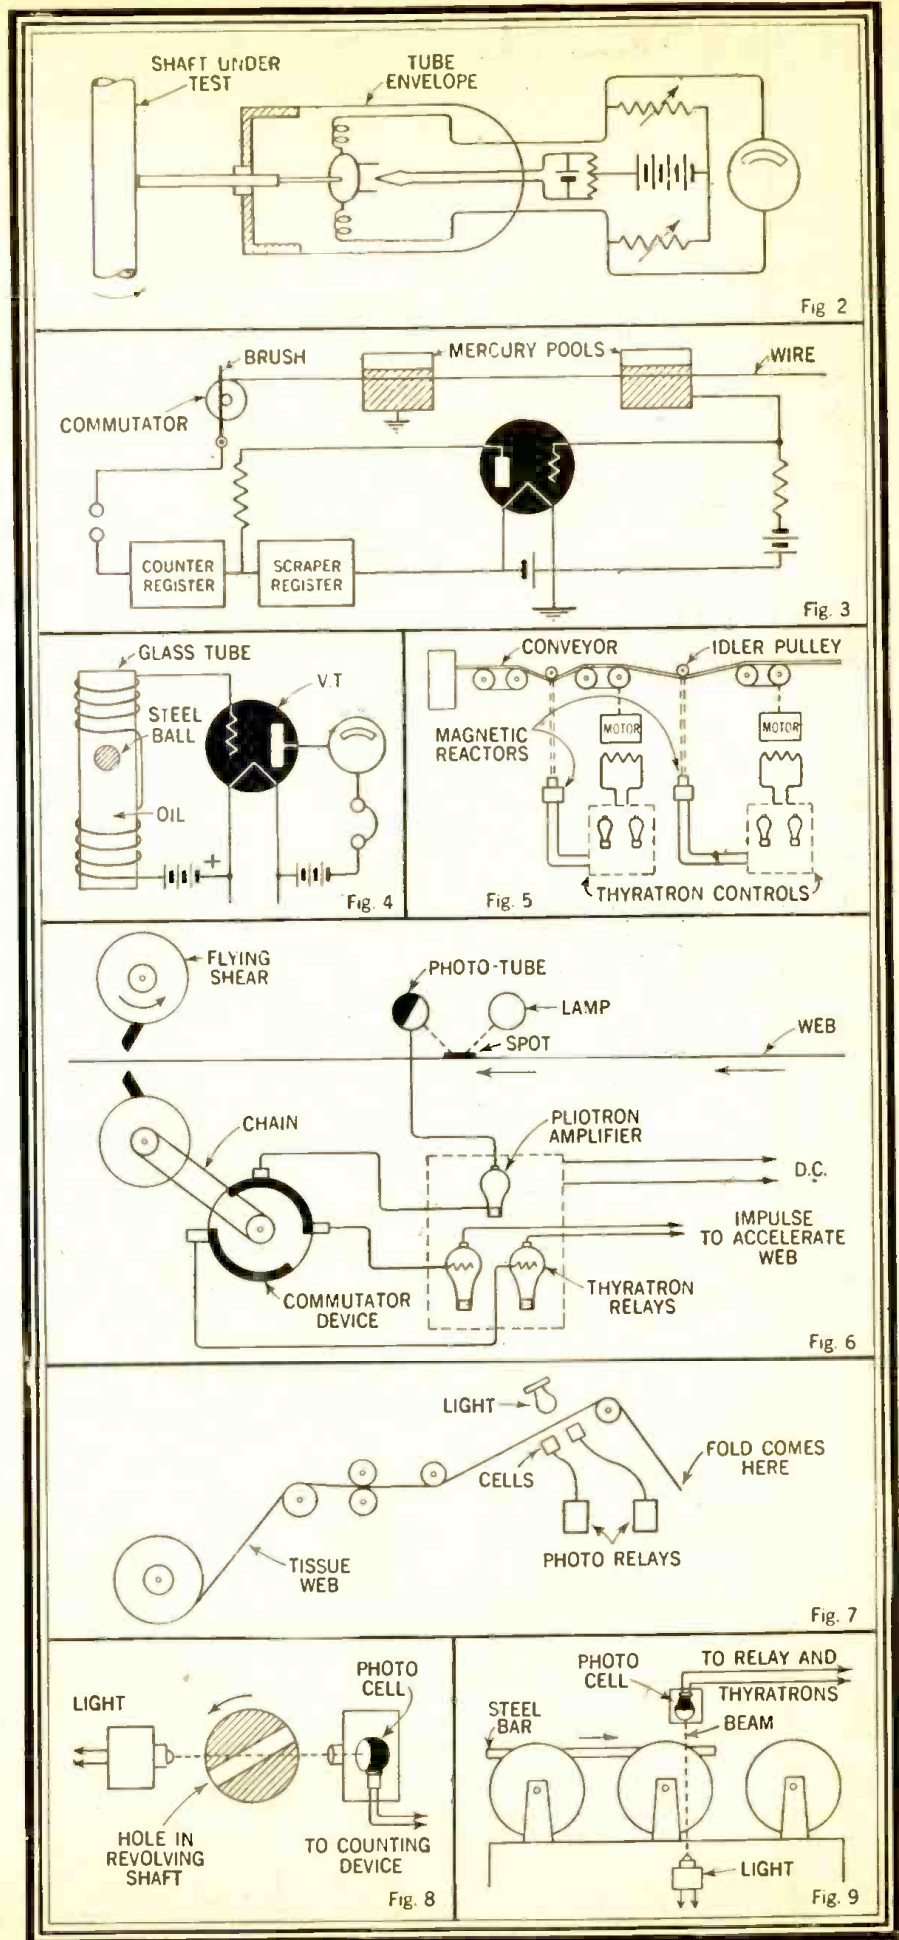 SHAFT UNDER
TEST
TUBE
ENVELOPE
Fig 2
BRUSH
MERCURY POOLS
WIRE
COMMUTATOR
COUNTER
REGISTER
SCRAPER
REGISTER
Fig. 3
GLASS TUBE
V.T
STEEL
BALL
OIL
+
Fig. 4
CONVEYOR
IDLER PULLEY
MAGNETIC
REACTORS
MOTOR
MOTOR
THYRATRON CONTROLS
Fig. 5
FLYING
SHEAR
PHOTO-TUBE
LAMP
SPOT
WEB
CHAIN
PLIOTRON
AMPLIFIER
D.C.
IMPULSE
TO ACCELERATE
WEB
COMMUTATOR
DEVICE
THYRATRON
RELAYS
Fig. 6
LIGHT
CELLS
FOLD COMES
HERE
PHOTO RELAYS
TISSUE
WEB
Fig. 7
LIGHT
PHOTO
CELL
HOLE IN
REVOLVING
SHAFT
TO COUNTING
DEVICE
Fig. 8
PHOTO
CELL
TO RELAY AND
THYRATRONS
STEEL
BAR
BEAM
LIGHT
Fig. 9